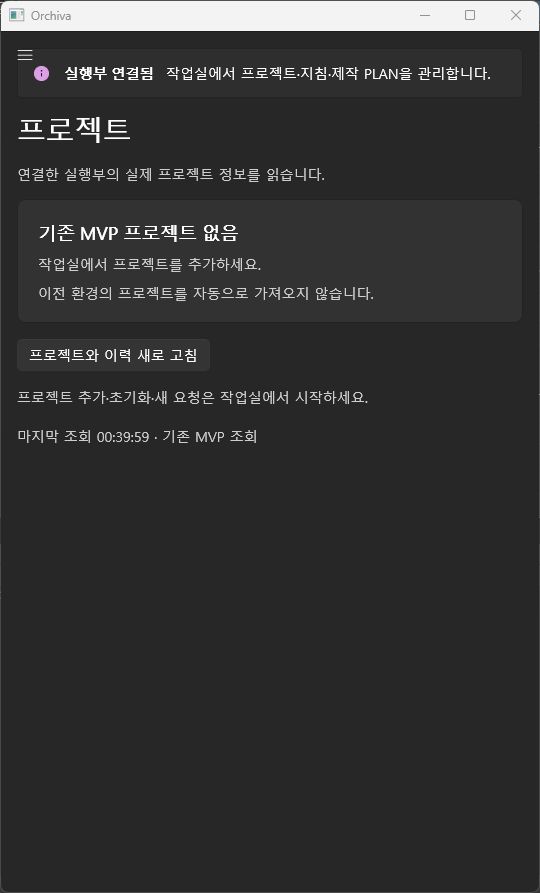 Orchiva
실행부 연결됨 작업실에서 프로젝트·지침·제작 PLAN을 관리합니다.
프로젝트
연결한 실행부의 실제 프로젝트 정보를 읽습니다.
기존 MVP 프로젝트 없음
작업실에서 프로젝트를 추가하세요.
이전 환경의 프로젝트를 자동으로 가져오지 않습니다.
프로젝트와 이력 새로 고침
프로젝트 추가·초기화·새 요청은 작업실에서 시작하세요.
마지막 조회 00:39:59 · 기존 MVP 조회